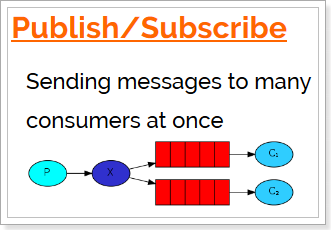 Publish/Subscribe
Sending messages to many
consumers at once
P
X
C₁
C₂